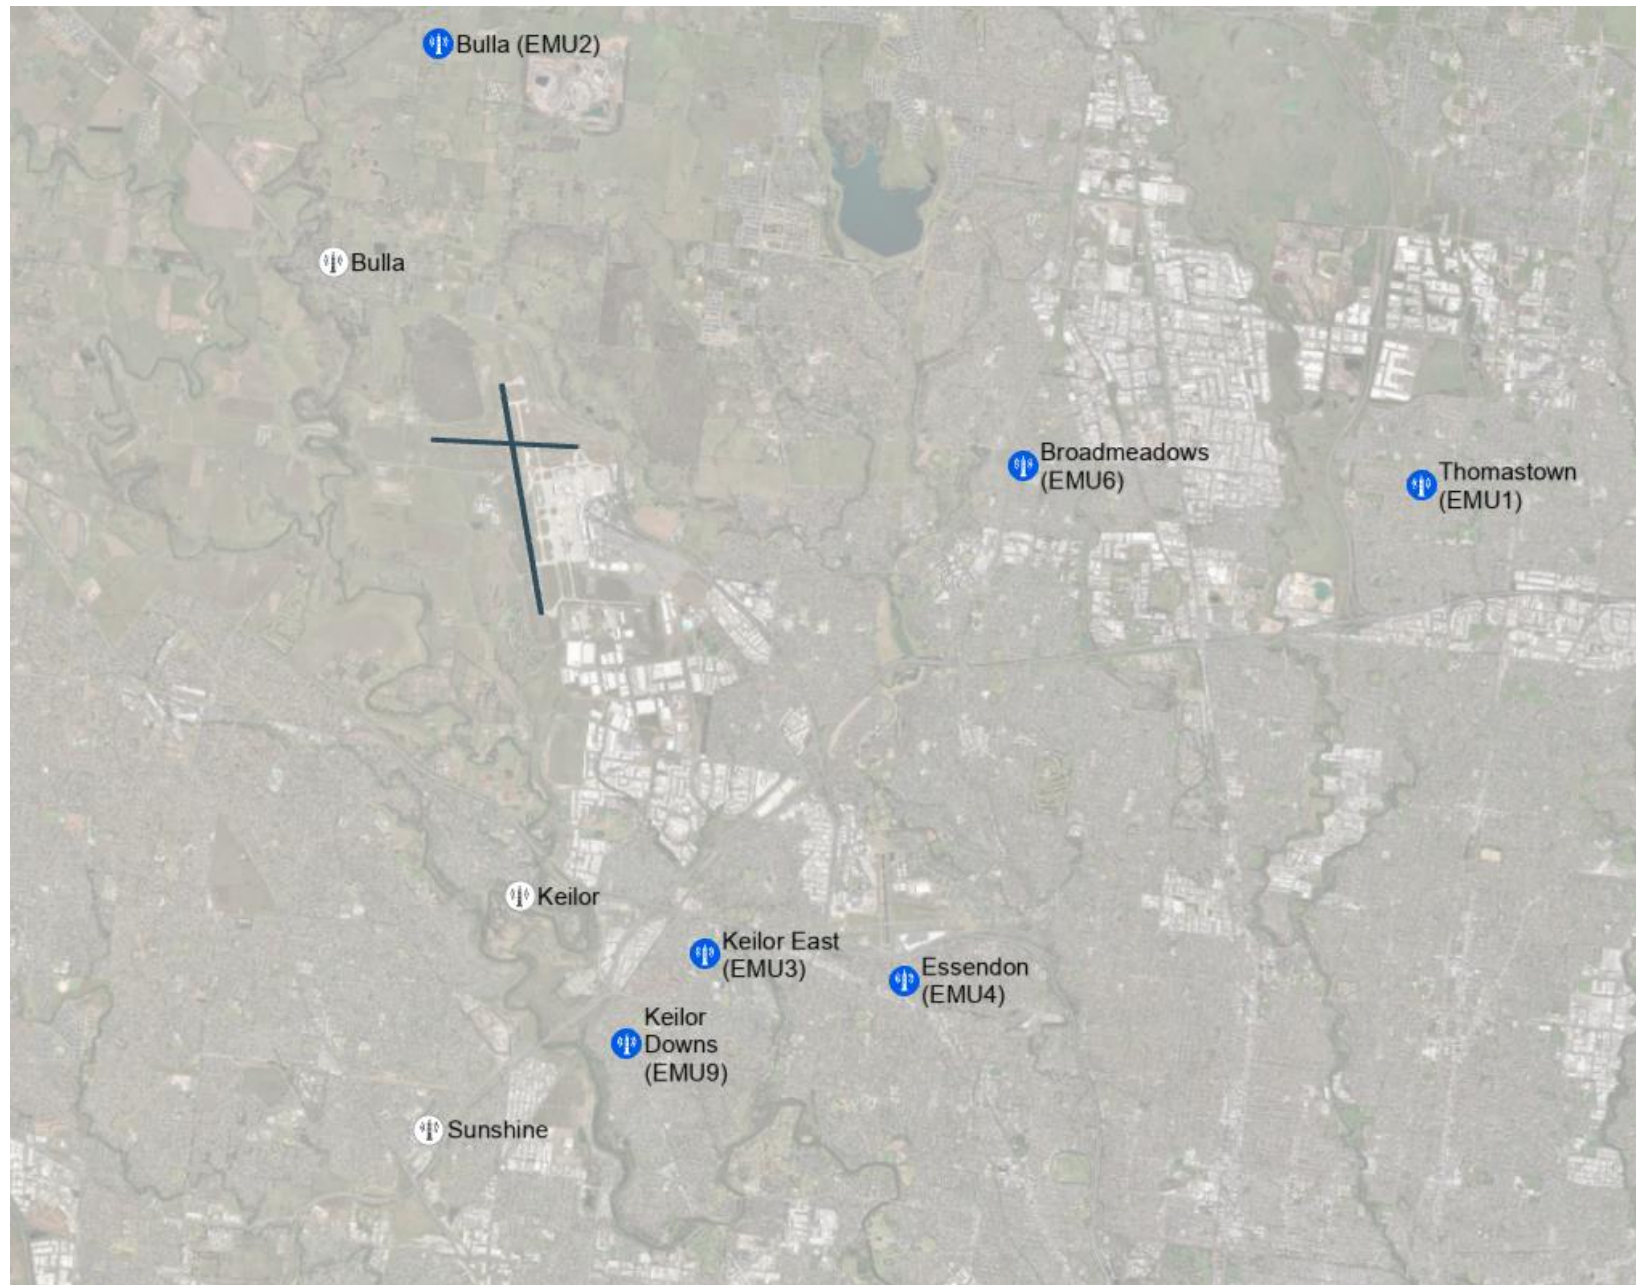 Bulla (EMU2)
Bulla
Broadmeadows
(EMU6)
Thomastown
(EMU1)
Keilor
Keilor East
(EMU3)
Essendon
(EMU4)
Keilor
Downs
(EMU9)
Sunshine